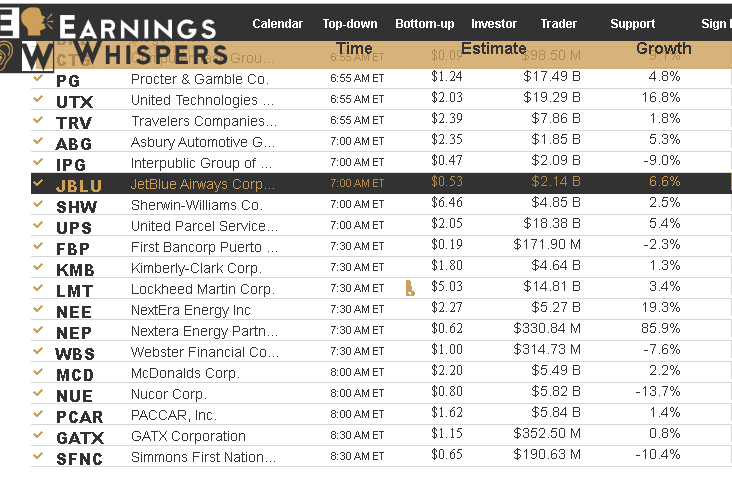 E EARNINGS
W WHISPERS
Calendar Top-down Bottom-up Investor Trader Support Sign
Time Estimate Growth
CTG 6:55 AM ET $0.09 $98.50 M
PG Procter & Gamble Co. 6:55 AM ET $1.24 $17.49 B 4.8%
UTX United Technologies ... 6:55 AM ET $2.03 $19.29 B 16.8%
TRV Travelers Companies... 6:55 AM ET $2.39 $7.86 B 1.8%
ABG Asbury Automotive G... 7:00 AM ET $2.35 $1.85 B 5.3%
IPG Interpublic Group of ... 7:00 AM ET $0.47 $2.09 B -9.0%
JBLU JetBlue Airways Corp... 7:00 AM ET $0.53 $2.14 B 6.6%
SHW Sherwin-Williams Co. 7:00 AM ET $6.46 $4.85 B 2.5%
UPS United Parcel Service... 7:00 AM ET $2.05 $18.38 B 5.4%
FBP First Bancorp Puerto ... 7:30 AM ET $0.19 $171.90 M -2.3%
KMB Kimberly-Clark Corp. 7:30 AM ET $1.80 $4.64 B 1.3%
LMT Lockheed Martin Corp. 7:30 AM ET $5.03 $14.81 B 3.4%
NEE NextEra Energy Inc 7:30 AM ET $2.27 $5.27 B 19.3%
NEP Nextera Energy Partn... 7:30 AM ET $0.62 $330.84 M 85.9%
WBS Webster Financial Co... 7:30 AM ET $1.00 $314.73 M -7.6%
MCD McDonalds Corp. 8:00 AM ET $2.20 $5.49 B 2.2%
NUE Nucor Corp. 8:00 AM ET $0.80 $5.82 B -13.7%
PCAR PACCAR, Inc. 8:00 AM ET $1.62 $5.84 B 1.4%
GATX GATX Corporation 8:30 AM ET $1.15 $352.50 M 0.8%
SFNC Simmons First Nation... 8:30 AM ET $0.65 $190.63 M -10.4%